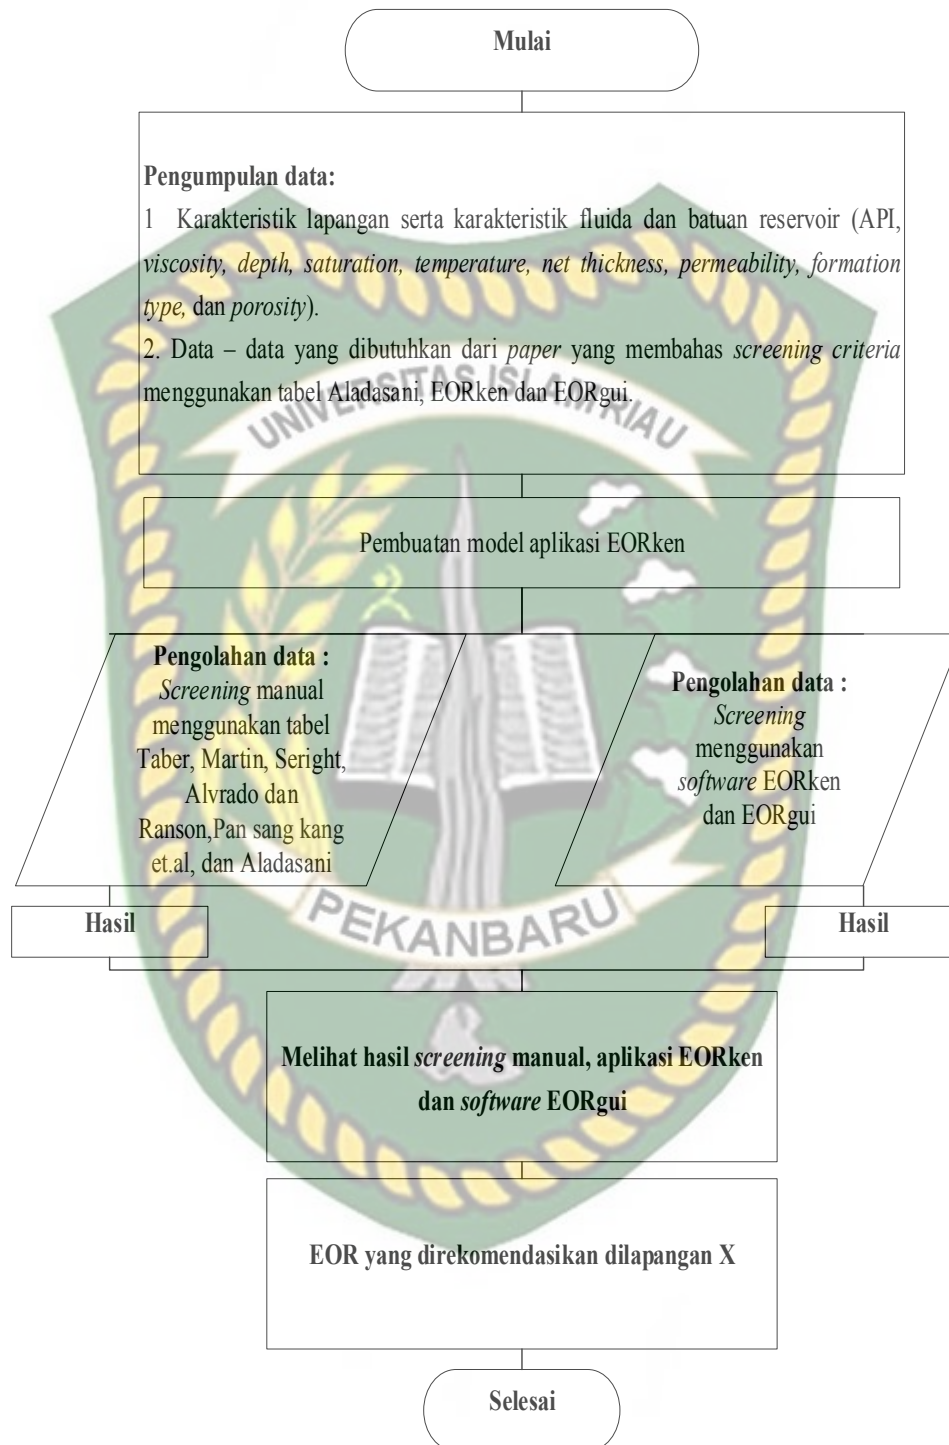 Mulai
Pengumpulan data:
1 Karakteristik lapangan serta karakteristik fluida dan batuan reservoir (API,
viscosity, depth, saturation, temperature, net thickness, permeability, formation
type, dan porosity).
2. Data – data yang dibutuhkan dari paper yang membahas screening criteria
menggunakan tabel Aladasani, EORken dan EORgui.
UNIVERSITAS ISLAM RIAU
Pembuatan model aplikasi EORken
Pengolahan data :
Screening manual
menggunakan tabel
Taber, Martin, Seright,
Alvrado dan
Ranson,Pan sang kang
et.al, dan Aladasani
Pengolahan data :
Screening
menggunakan
software EORken
dan EORgui
Hasil
Hasil
PEKANBARU
Melihat hasil screening manual, aplikasi EORken
dan software EORgui
EOR yang direkomendasikan dilapangan X
Selesai